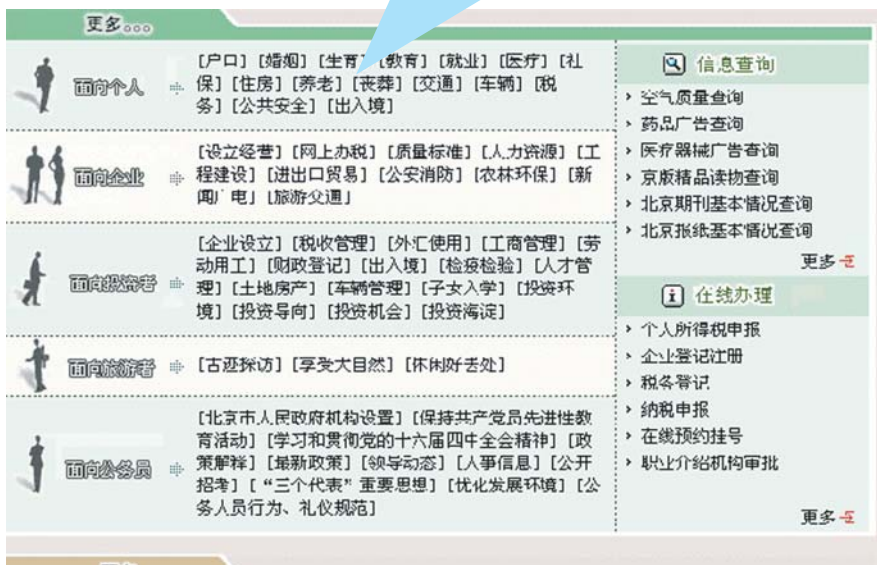 更多。。。
面向个人
[户口] [婚姻] [生育] [教育] [就业] [医疗] [社
保] [住房] [养老] [丧葬] [交通] [车辆] [税
务] [公共安全] [出入境]
面向企业
[设立经营] [网上办税] [质量标准] [人力资源] [工
程建设] [进出口贸易] [公安消防] [农林环保] [新
闻广电] [旅游交通]
面向投资者
[企业设立] [税收管理] [外汇使用] [工商管理] [劳
动用工] [财政登记] [出入境] [检疫检验] [人才管
理] [土地房产] [车辆管理] [子女入学] [投资环
境] [投资导向] [投资机会] [投资海淀]
面向旅游者
[古迹探访] [享受大自然] [休闲好去处]
面向公务员
[北京市人民政府机构设置] [保持共产党员先进性教
育活动] [学习和贯彻党的十六届四中全会精神] [政
策解释] [最新政策] [领导动态] [人事信息] [公开
招考] [“三个代表”重要思想] [优化发展环境] [公
务人员行为、礼仪规范]
信息查询
空气质量查询
药品广告查询
医疗器械广告查询
京版精品读物查询
北京期刊基本情况查询
北京报纸基本情况查询
更多
在线办理
个人所得税申报
企业登记注册
税务登记
纳税申报
在线预约挂号
职业介绍机构审批
更多